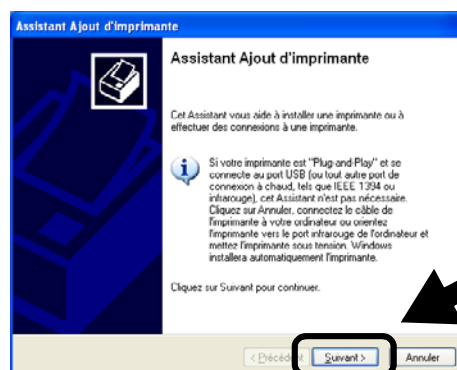 Assistant Ajout d'imprimante
Assistant Ajout d'imprimante
Cet Assistant vous aide à installer une imprimante ou à
effectuer des connexions à une imprimante.
Si votre imprimante est "Plug-and-Play" et se
connecte au port USB (ou tout autre port de
connexion à chaud, tels que IEEE 1394 ou
infrarouge), cet Assistant n'est pas nécessaire.
Cliquez sur Annuler, connectez le câble de
l'imprimante à votre ordinateur ou orientez
l'imprimante vers le port infrarouge de l'ordinateur et
mettez l'imprimante sous tension. Windows
installera automatiquement l'imprimante.
Cliquez sur Suivant pour continuer.
< Précédent Suivant > Annuler